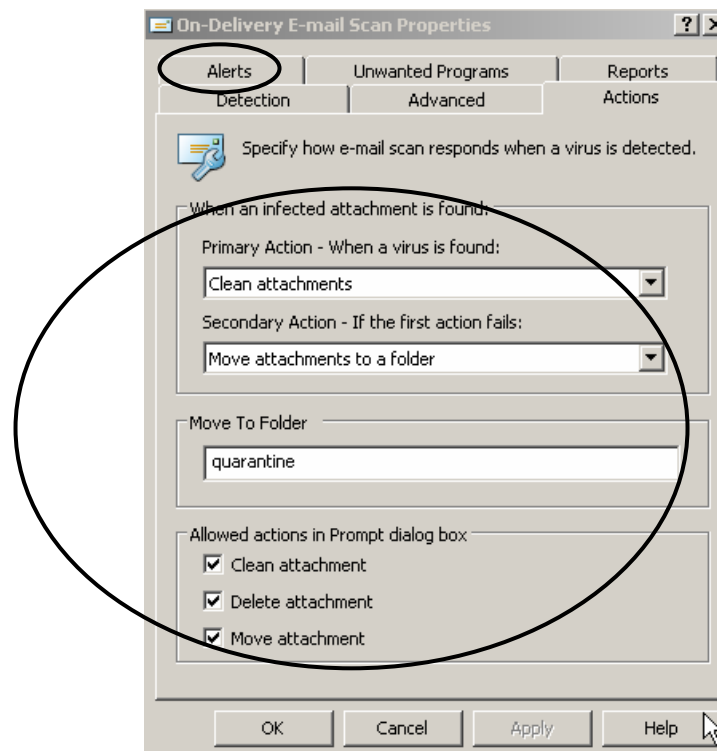 On-Delivery E-mail Scan Properties
Alerts Unwanted Programs Reports
Detection Advanced Actions
Specify how e-mail scan responds when a virus is detected.
When an infected attachment is found:
Primary Action - When a virus is found:
Clean attachments
Secondary Action - If the first action fails:
Move attachments to a folder
Move To Folder
quarantine
Allowed actions in Prompt dialog box
Clean attachment
Delete attachment
Move attachment
OK Cancel Apply Help